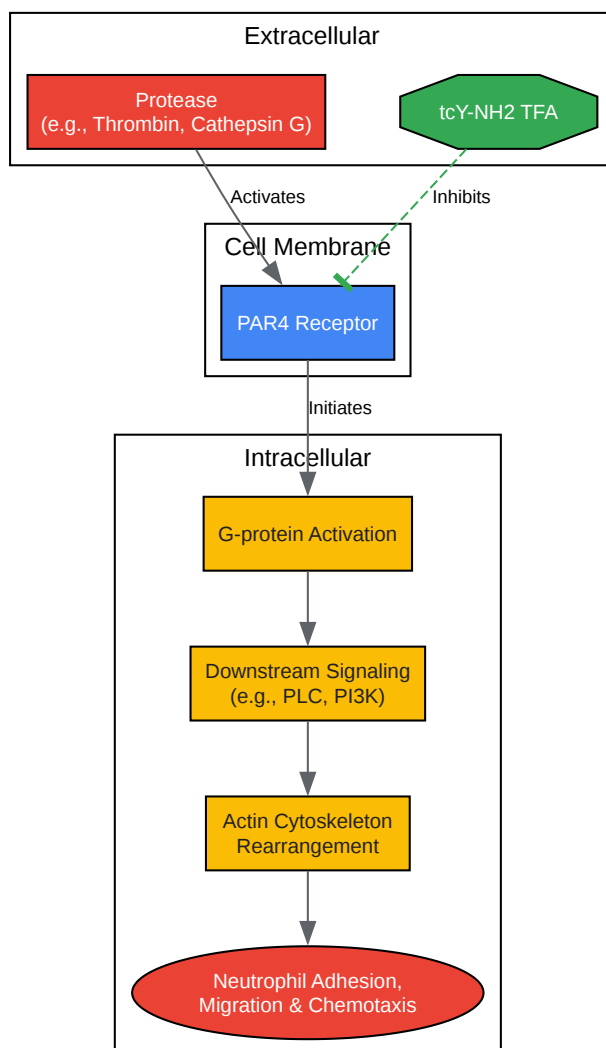 Extracellular
Protease
(e.g., Thrombin, Cathepsin G)
tcY-NH2 TFA
Activates
Inhibits
Cell Membrane
PAR4 Receptor
Initiates
Intracellular
G-protein Activation
Downstream Signaling
(e.g., PLC, PI3K)
Actin Cytoskeleton
Rearrangement
Neutrophil Adhesion,
Migration & Chemotaxis